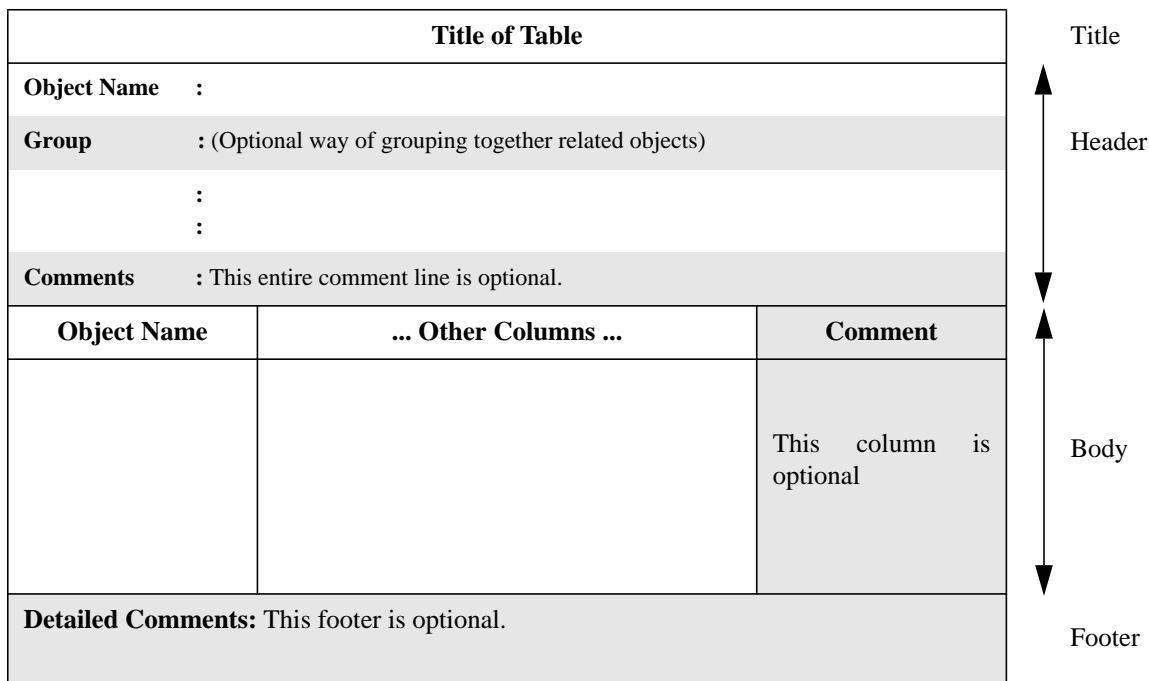 Title of Table
Title
Object Name :
Group : (Optional way of grouping together related objects)
Header
:
:
Comments : This entire comment line is optional.
Object Name ... Other Columns ... Comment
This column is
optional
Body
Detailed Comments: This footer is optional.
Footer